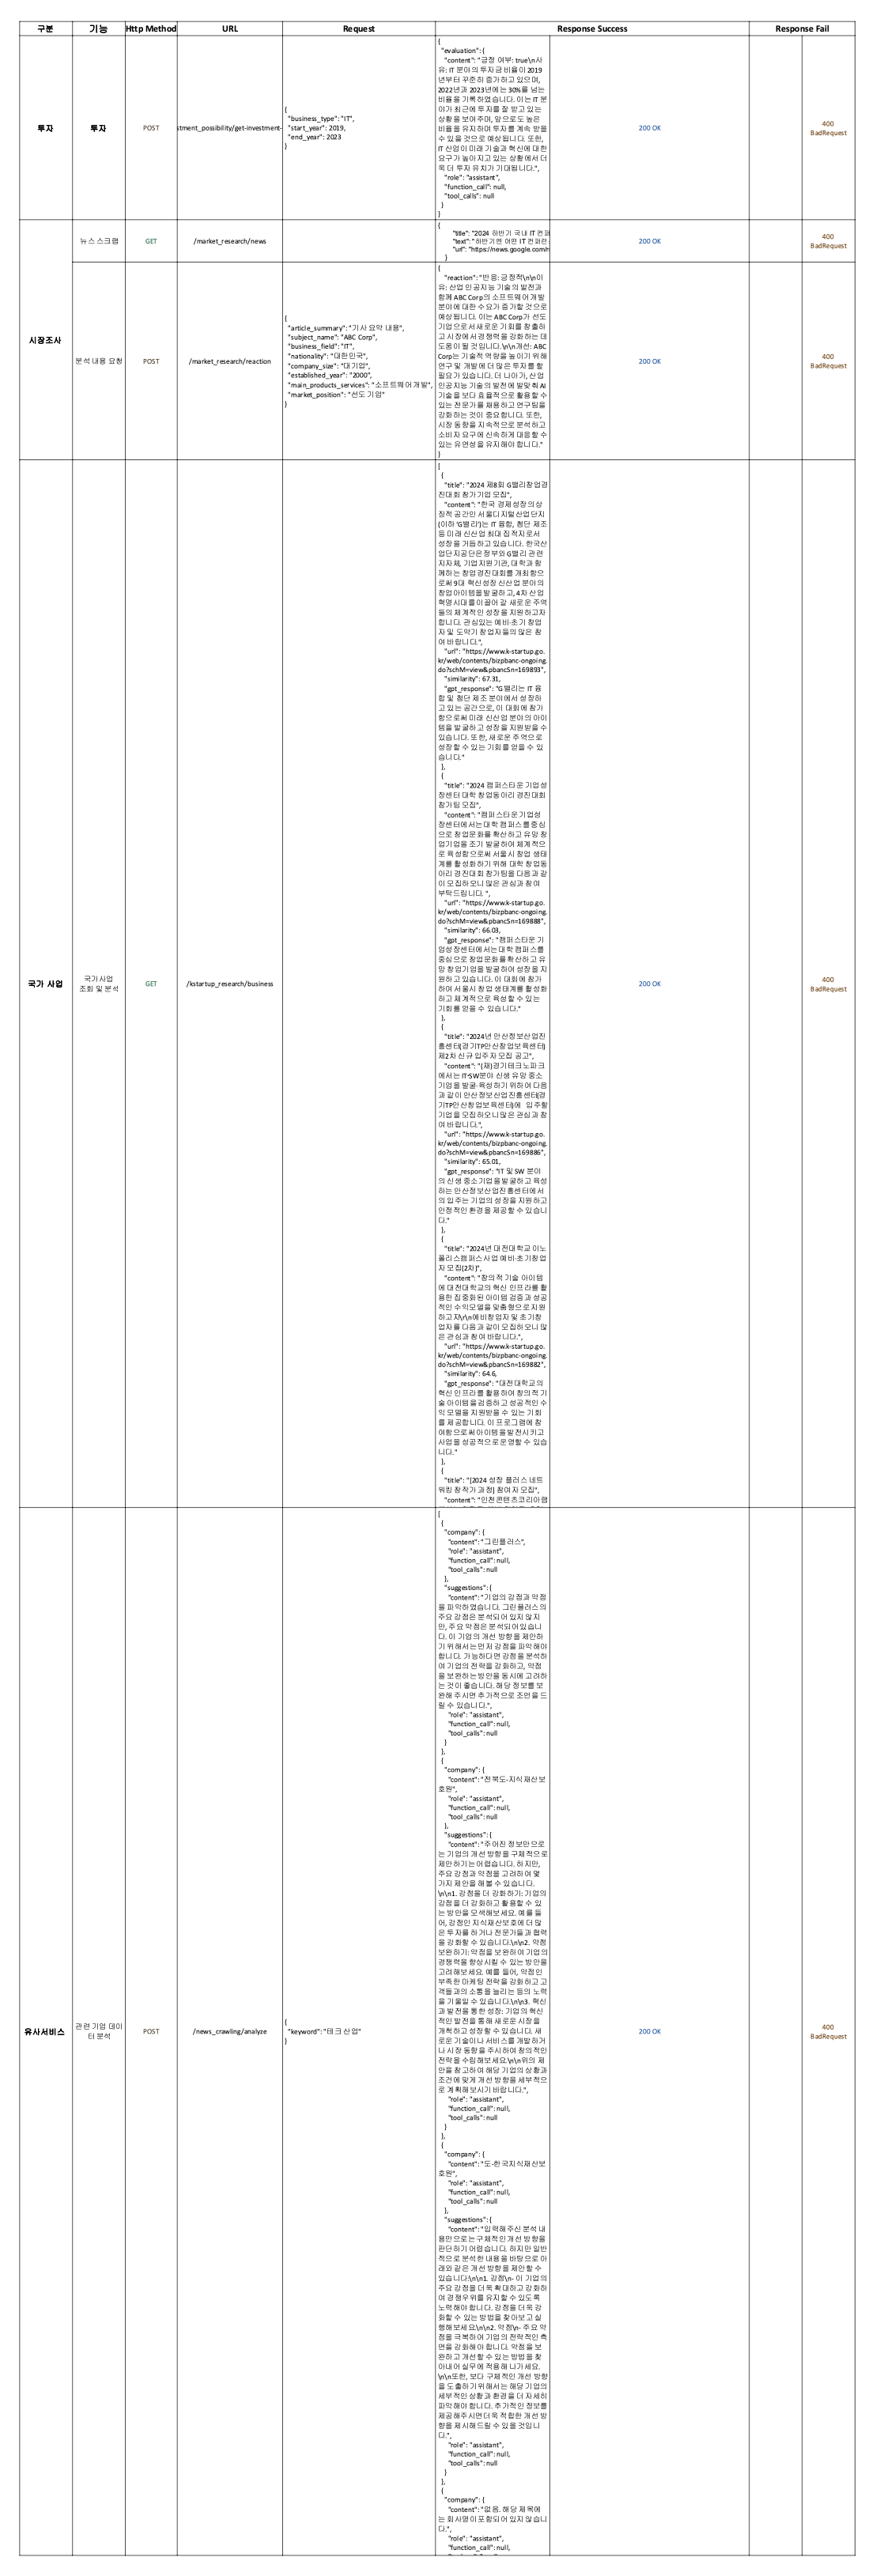 구분 기능 Http Method URL Request Response Success Response Fail
투자 투자 POST stment_possibility/get-investment-
{
"business_type": "IT",
"start_year": 2019,
"end_year": 2023
}
{
"evaluation": {
"content": "긍정 여부: true\n사
유: IT 분야의 투자금 비율이 2019
년부터 꾸준히 증가하고 있으며,
2022년과 2023년에는 30%를 넘는
비율을 기록하였습니다. 이는 IT 분
야가 최근에 투자를 잘 받고 있는
상황을 보여주며, 앞으로도 높은
비율을 유지하며 투자를 계속 받을
수 있을 것으로 예상됩니다. 또한,
IT 산업이 미래 기술과 혁신에 대한
요구가 높아지고 있는 상황에서 더
욱 더 투자 유치가 기대됩니다.",
"role": "assistant",
"function_call": null,
"tool_calls": null
}
}
200 OK
400
BadRequest
시장조사
뉴스 스크랩 GET /market_research/news
{
"title": "2024 하반기 국내 IT 컨퍼
"text": "하반기엔 어떤 IT 컨퍼런
"url": "https://news.google.com/r
}
200 OK
400
BadRequest
분석 내용 요청 POST /market_research/reaction
{
"article_summary": "기사 요약 내용",
"subject_name": "ABC Corp",
"business_field": "IT",
"nationality": "대한민국",
"company_size": "대기업",
"established_year": "2000",
"main_products_services": "소프트웨어 개발",
"market_position": "선도 기업"
}
{
"reaction": "반응: 긍정적\n\n이
유: 산업 인공지능 기술의 발전과
함께 ABC Corp의 소프트웨어 개발
분야에 대한 수요가 증가할 것으로
예상됩니다. 이는 ABC Corp가 선도
기업으로서 새로운 기회를 창출하
고 시장에서 경쟁력을 강화하는 데
도움이 될 것입니다.\n\n개선: ABC
Corp는 기술적 역량을 높이기 위해
연구 및 개발에 더 많은 투자를 할
필요가 있습니다. 더 나아가, 산업
인공지능 기술의 발전에 발맞춰 AI
기술을 보다 효율적으로 활용할 수
있는 전문가를 채용하고 연구팀을
강화하는 것이 중요합니다. 또한,
시장 동향을 지속적으로 분석하고
소비자 요구에 신속하게 대응할 수
있는 유연성을 유지해야 합니다."
}
200 OK
400
BadRequest
국가 사업
국가사업
조회 및 분석
GET /kstartup_research/business
[
{
"title": "2024 제8회 G밸리창업경
진대회 참가기업 모집",
"content": "한국 경제성장의 상
징적 공간인 서울디지털산업단지
(이하 'G밸리')는 IT 융합, 첨단 제조
등 미래 신산업 최대 집적지로서
성장을 거듭하고 있습니다. 한국산
업단지공단은 정부와 G밸리 관련
지자체, 기업지원기관, 대학과 함
께하는 창업경진대회를 개최함으
로써 9대 혁신성장 신산업 분야의
창업아이템을 발굴하고, 4차 산업
혁명시대를 이끌어 갈 새로운 주역
들의 체계적인 성장을 지원하고자
합니다. 관심있는 예비·초기 창업
자 및 도약기 창업자들의 많은 참
여 바랍니다.",
"url": "https://www.k-startup.go.
kr/web/contents/bizpbanc-ongoing.
do?schM=view&pbancSn=169893",
"similarity": 67.31,
"gpt_response": "G밸리는 IT 융
합 및 첨단 제조 분야에서 성장하
고 있는 공간으로, 이 대회에 참가
함으로써 미래 신산업 분야의 아이
템을 발굴하고 성장을 지원받을 수
있습니다. 또한, 새로운 주역으로
성장할 수 있는 기회를 얻을 수 있
습니다."
},
{
"title": "2024 캠퍼스타운 기업성
장센터 대학 창업동아리 경진대회
참가팀 모집",
"content": "캠퍼스타운기업성
장센터에서는 대학 캠퍼스를 중심
으로 창업문화를 확산하고 유망 창
업기업을 조기 발굴하여 체계적으
로 육성함으로써 서울시 창업 생태
계를 활성화하기 위해 대학 창업동
아리 경진대회 참가팀을 다음과 같
이 모집하오니 많은 관심과 참여
부탁드립니다. ",
"url": "https://www.k-startup.go.
kr/web/contents/bizpbanc-ongoing.
do?schM=view&pbancSn=169888",
"similarity": 66.03,
"gpt_response": "캠퍼스타운 기
업성장센터에서는 대학 캠퍼스를
중심으로 창업문화를 확산하고 유
망 창업기업을 발굴하여 성장을 지
원하고 있습니다. 이 대회에 참가
하여 서울시 창업 생태계를 활성화
하고 체계적으로 육성할 수 있는
기회를 얻을 수 있습니다."
},
{
"title": "2024년 안산정보산업진
흥센터(경기TP안산창업보육센터)
제2차 신규 입주자 모집 공고",
"content": "(재)경기테크노파크
에서는 IT·SW분야 신생 유망 중소
기업을 발굴·육성하기 위하여 다음
과 같이 안산정보산업진흥센터(경
기TP안산창업보육센터)에 입주할
기업을 모집하오니 많은 관심과 참
여 바랍니다.",
"url": "https://www.k-startup.go.
kr/web/contents/bizpbanc-ongoing.
do?schM=view&pbancSn=169886",
"similarity": 65.01,
"gpt_response": "IT 및 SW 분야
의 신생 중소기업을 발굴하고 육성
하는 안산정보산업진흥센터에서
의 입주는 기업의 성장을 지원하고
안정적인 환경을 제공할 수 있습니
다."
},
{
"title": "2024년 대전대학교 이노
폴리스캠퍼스사업 예비·초기창업
자 모집(2차)",
"content": "창의적 기술 아이템
에 대전대학교의 혁신 인프라를 활
용한 집중화된 아이템 검증과 성공
적인 수익모델을 맞춤형으로 지원
하고자\r\n예비창업자 및 초기창
업자를 다음과 같이 모집하오니 많
은 관심과 참여 바랍니다.",
"url": "https://www.k-startup.go.
kr/web/contents/bizpbanc-ongoing.
do?schM=view&pbancSn=169882",
"similarity": 64.6,
"gpt_response": "대전대학교의
혁신 인프라를 활용하여 창의적 기
술 아이템을 검증하고 성공적인 수
익 모델을 지원받을 수 있는 기회
를 제공합니다. 이 프로그램에 참
여함으로써 아이템을 발전시키고
사업을 성공적으로 운영할 수 있습
니다."
},
{
"title": "[2024 성장 플러스 네트
워킹 창작가 과정] 참여자 모집",
"content": "인천콘텐츠코리아랩
200 OK
400
BadRequest
유사서비스
관련 기업 데이
터 분석
POST /news_crawling/analyze
{
"keyword": "테크 산업"
}
[
{
"company": {
"content": "그린플러스",
"role": "assistant",
"function_call": null,
"tool_calls": null
},
"suggestions": {
"content": "기업의 강점과 약점
을 파악하였습니다. 그린플러스의
주요 강점은 분석되어 있지 않지
만, 주요 약점은 분석되어 있습니
다. 이 기업의 개선 방향을 제안하
기 위해서는 먼저 강점을 파악해야
합니다. 가능하다면 강점을 분석하
여 기업의 전략을 강화하고, 약점
을 보완하는 방안을 동시에 고려하
는 것이 좋습니다. 해당 정보를 보
완해 주시면 추가적으로 조언을 드
릴 수 있습니다.",
"role": "assistant",
"function_call": null,
"tool_calls": null
}
},
{
"company": {
"content": "전북도-지식재산보
호원",
"role": "assistant",
"function_call": null,
"tool_calls": null
},
"suggestions": {
"content": "주어진 정보만으로
는 기업의 개선 방향을 구체적으로
제안하기는 어렵습니다. 하지만,
주요 강점과 약점을 고려하여 몇
가지 제안을 해볼 수 있습니다.
\n\n1. 강점을 더 강화하기: 기업의
강점을 더 강화하고 활용할 수 있
는 방안을 모색해보세요. 예를 들
어, 강점인 지식재산보호에 더 많
은 투자를 하거나 전문가들과 협력
을 강화할 수 있습니다.\n\n2. 약점
보완하기: 약점을 보완하여 기업의
경쟁력을 향상시킬 수 있는 방안을
고려해보세요. 예를 들어, 약점인
부족한 마케팅 전략을 강화하고 고
객들과의 소통을 늘리는 등의 노력
을 기울일 수 있습니다.\n\n3. 혁신
과 발전을 통한 성장: 기업의 혁신
적인 발전을 통해 새로운 시장을
개척하고 성장할 수 있습니다. 새
로운 기술이나 서비스를 개발하거
나 시장 동향을 주시하여 창의적인
전략을 수립해보세요.\n\n위의 제
안을 참고하여 해당 기업의 상황과
조건에 맞게 개선 방향을 세부적으
로 계획해보시기 바랍니다.",
"role": "assistant",
"function_call": null,
"tool_calls": null
}
},
{
"company": {
"content": "도-한국지식재산보
호원",
"role": "assistant",
"function_call": null,
"tool_calls": null
},
"suggestions": {
"content": "입력해주신 분석 내
용만으로는 구체적인 개선 방향을
판단하기 어렵습니다. 하지만 일반
적으로 분석한 내용을 바탕으로 아
래와 같은 개선 방향을 제안할 수
있습니다:\n\n1. 강점\n- 이 기업의
주요 강점을 더욱 확대하고 강화하
여 경쟁우위를 유지할 수 있도록
노력해야 합니다. 강점을 더욱 강
화할 수 있는 방법을 찾아보고 실
행해보세요.\n\n2. 약점\n- 주요 약
점을 극복하여 기업의 전략적인 측
면을 강화해야 합니다. 약점을 보
완하고 개선할 수 있는 방법을 찾
아내어 실무에 적용해 나가세요.
\n\n또한, 보다 구체적인 개선 방향
을 도출하기 위해서는 해당 기업의
세부적인 상황과 환경을 더 자세히
파악해야 합니다. 추가적인 정보를
제공해주시면 더욱 적합한 개선 방
향을 제시해드릴 수 있을 것입니
다.",
"role": "assistant",
"function_call": null,
"tool_calls": null
}
},
{
"company": {
"content": "없음. 해당 제목에
는 회사명이 포함되어 있지 않습니
다.",
"role": "assistant",
"function_call": null,
200 OK
400
BadRequest